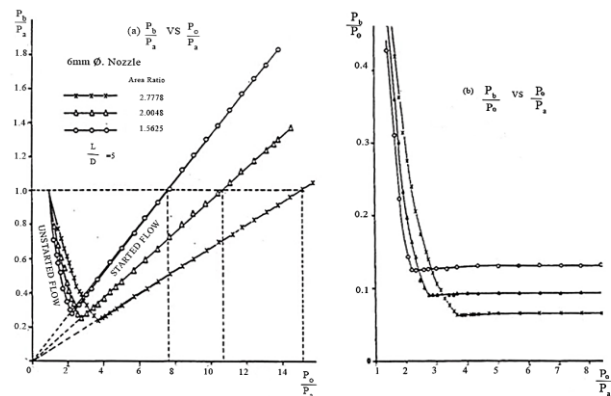 P_b
P_a
(a) P_b/P_a VS P_o/P_a
6mm Ø. Nozzle
Area Ratio
2.7778
2.0048
1.5625
L/D =5
1.8
1.6
1.4
1.2
1.0
0.8
0.6
0.4
0.2
0 2 4 6 8 10 12 14
UNSTARTED FLOW
STARTED FLOW
P_o
P_a
P_b
P_o
(b) P_b/P_o VS P_o/P_a
0.4
0.3
0.2
0.1
0
1 2 3 4 5 6 7 8
P_o
P_a